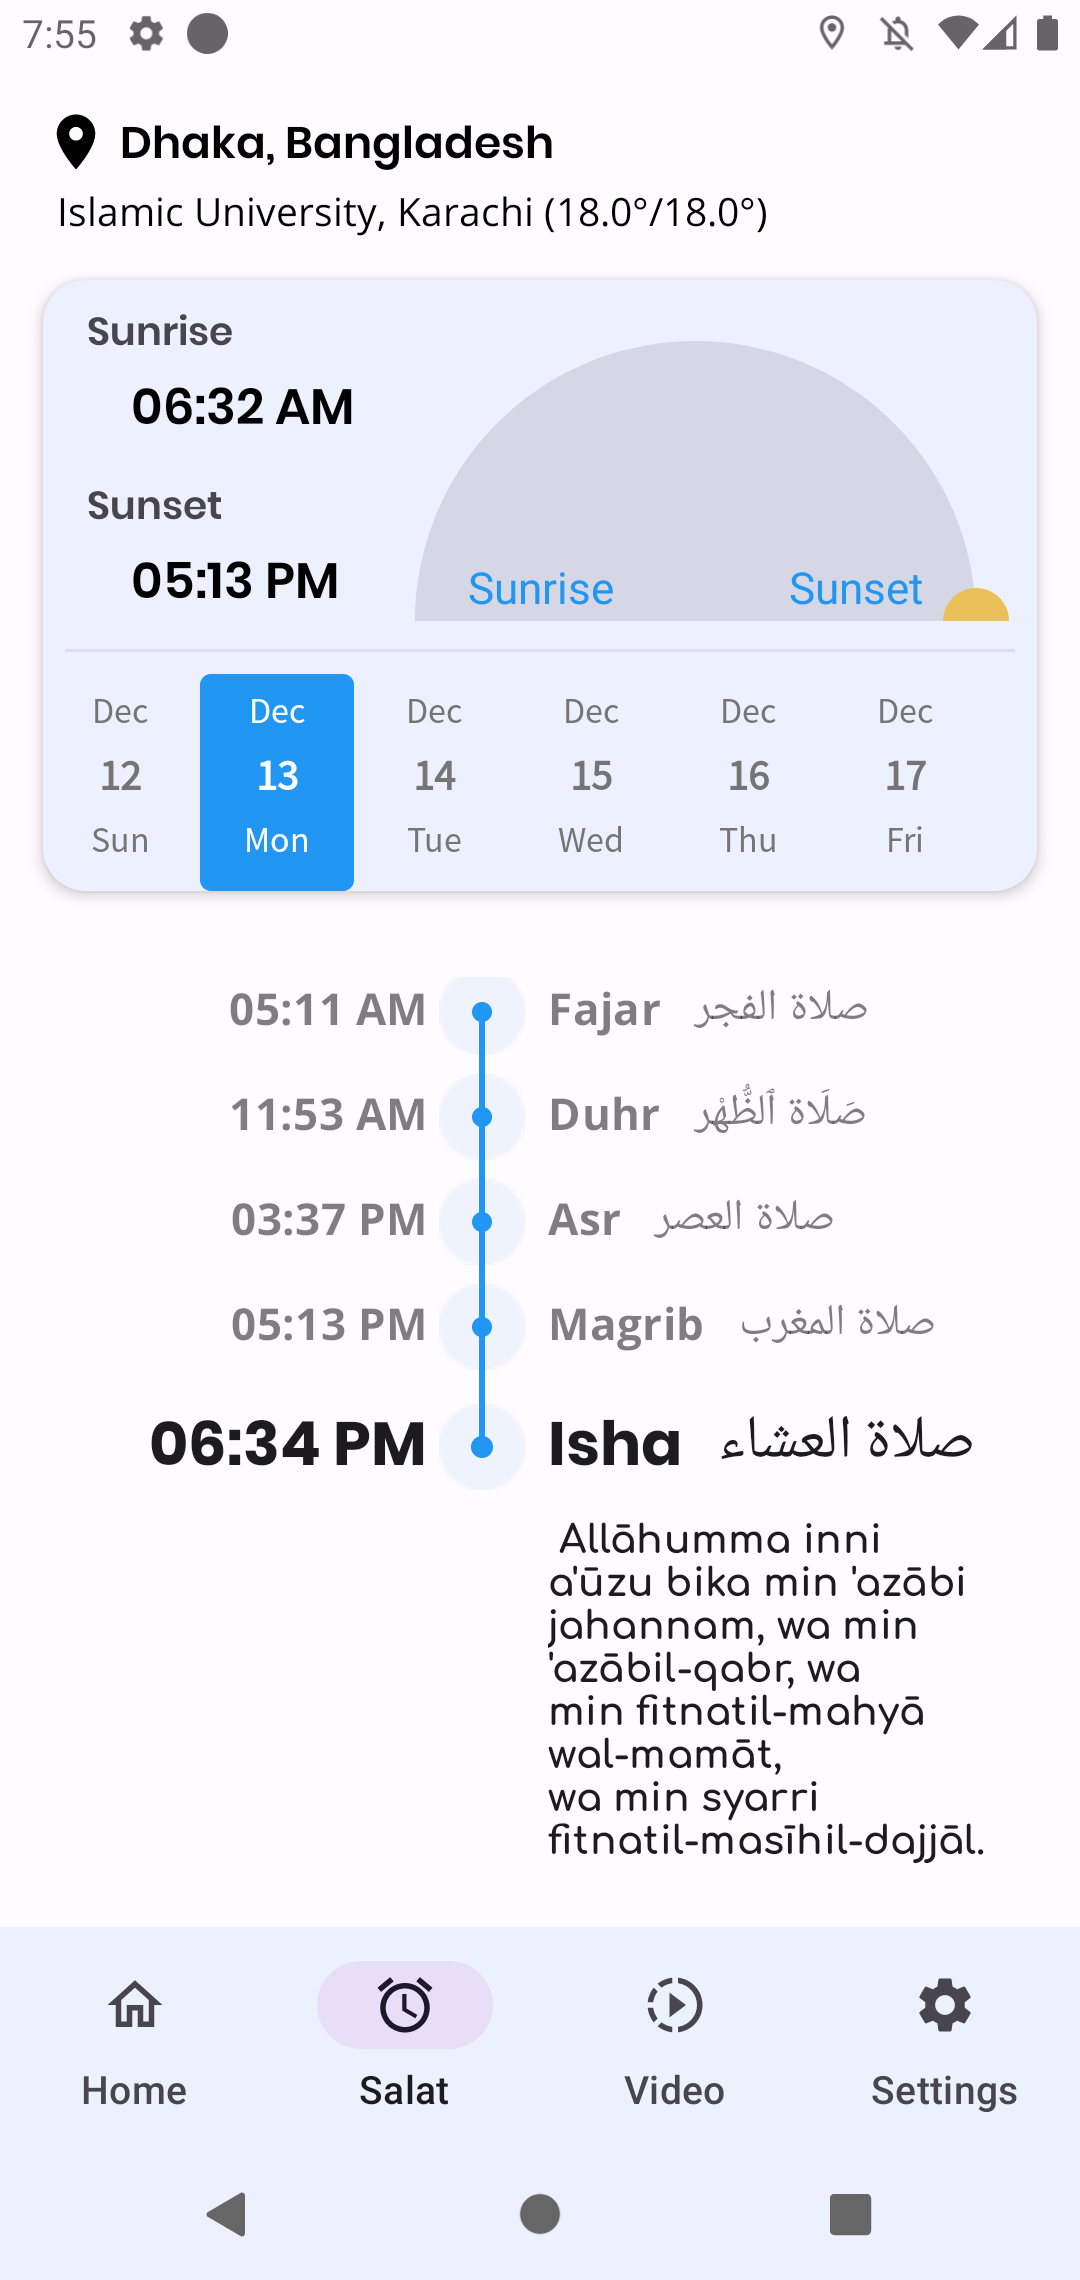 7:55
Dhaka, Bangladesh
Islamic University, Karachi (18.0°/18.0°)
Sunrise
06:32 AM
Sunset
05:13 PM
Sunrise Sunset
Dec Dec Dec Dec Dec Dec
12 13 14 15 16 17
Sun Mon Tue Wed Thu Fri
05:11 AM Fajar صلاة الفجر
11:53 AM Duhr صَلَاة ٱلظُّهْر
03:37 PM Asr صلاة العصر
05:13 PM Magrib صلاة المغرب
06:34 PM Isha صلاة العشاء
Allāhumma inni
a'ūzu bika min 'azābi
jahannam, wa min
'azābil-qabr, wa
min fitnatil-mahyā
wal-mamāt,
wa min syarri
fitnatil-masīhil-dajjāl.
Home Salat Video Settings